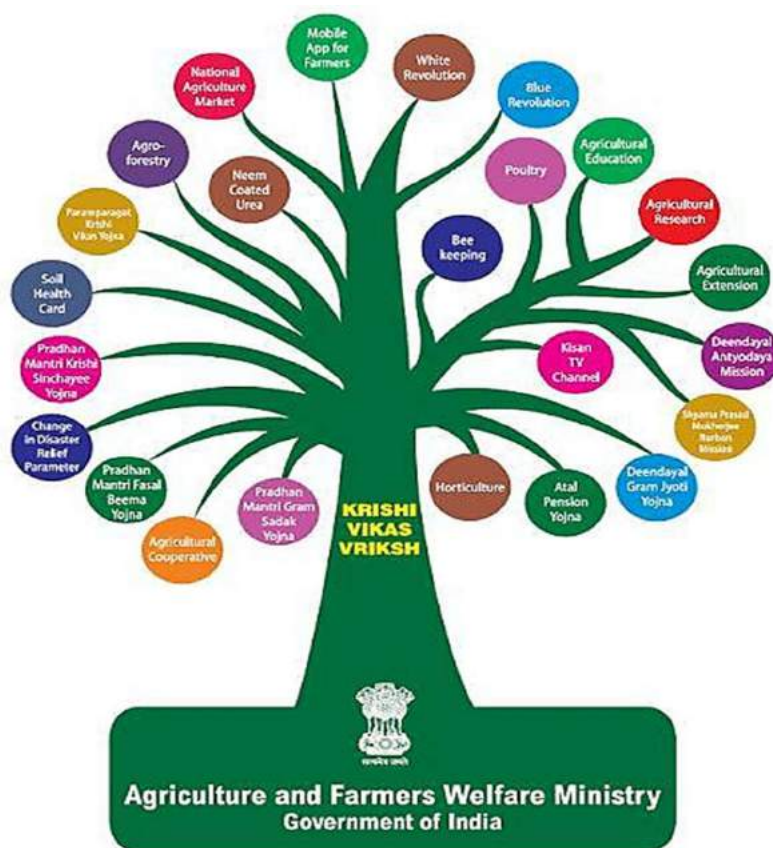 Mobile
App for
Farmers
White
Revolution
National
Agriculture
Market
Blue
Revolution
Agro-
forestry
Neem
Coated
Urea
Poultry
Agricultural
Education
Paramparagat
Krishi
Vikas Yojna
Bee
keeping
Agricultural
Research
Soil
Health
Card
Agricultural
Extension
Pradhan
Mantri Krishi
Sinchayee
Yojna
Kisan
TV
Channel
Deendayal
Antyodaya
Mission
Change
in Disaster
Relief
Parameter
Shyama Prasad
Mukherjee
Rurban
Mission
Pradhan
Mantri Fasal
Beema
Yojna
Pradhan
Mantri Gram
Sadak
Yojna
Horticulture
Atal
Pension
Yojna
Deendayal
Gram Jyoti
Yojna
Agricultural
Cooperative
KRISHI
VIKAS
VRIKSH
सत्यमेव जयते
Agriculture and Farmers Welfare Ministry
Government of India